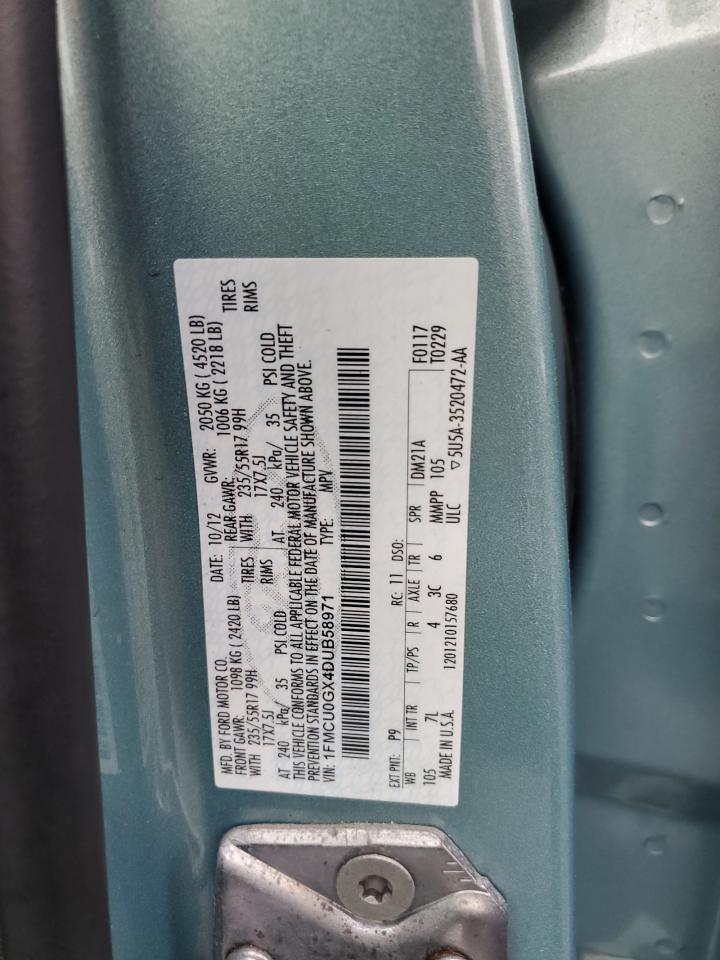 MFD. BY FORD MOTOR CO. DATE: 10/12 GVWR: 2050 KG ( 4520 LB)
FRONT GAWR: 1098 KG ( 2420 LB) REAR GAWR: 1006 KG ( 2218 LB)
WITH 235/55R17 99H TIRES WITH 235/55R17 99H TIRES
17X7.5J RIMS 17X7.5J RIMS
AT 240 kPa/ 35 PSI COLD AT 240 kPa/ 35 PSI COLD
THIS VEHICLE CONFORMS TO ALL APPLICABLE FEDERAL MOTOR VEHICLE SAFETY AND THEFT
PREVENTION STANDARDS IN EFFECT ON THE DATE OF MANUFACTURE SHOWN ABOVE.
VIN: 1FMCU0GX4DUB58971 TYPE: MPV
EXT PNT: P9 RC: 11 DSO: F0117
WB INT TR TP/PS R AXLE TR SPR DM21A T0229
105 7L 4 3C 6 MMPP 105
MADE IN U.S.A. 1201210157680 ULC ▽5U5A-3520472-AA